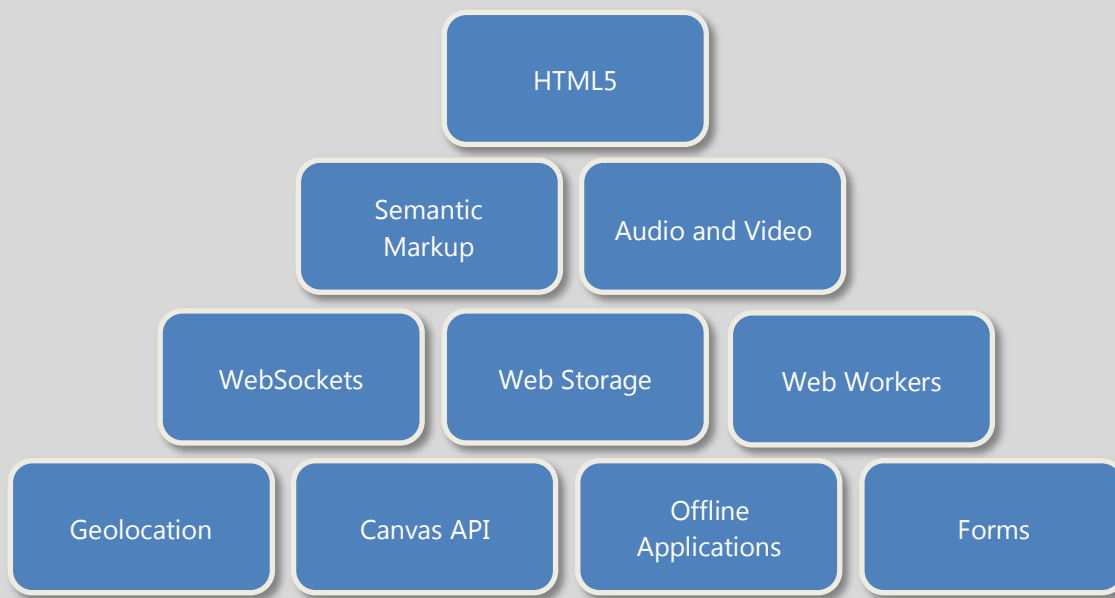 HTML5
Semantic
Markup
Audio and Video
WebSockets
Web Storage
Web Workers
Geolocation
Canvas API
Offline
Applications
Forms